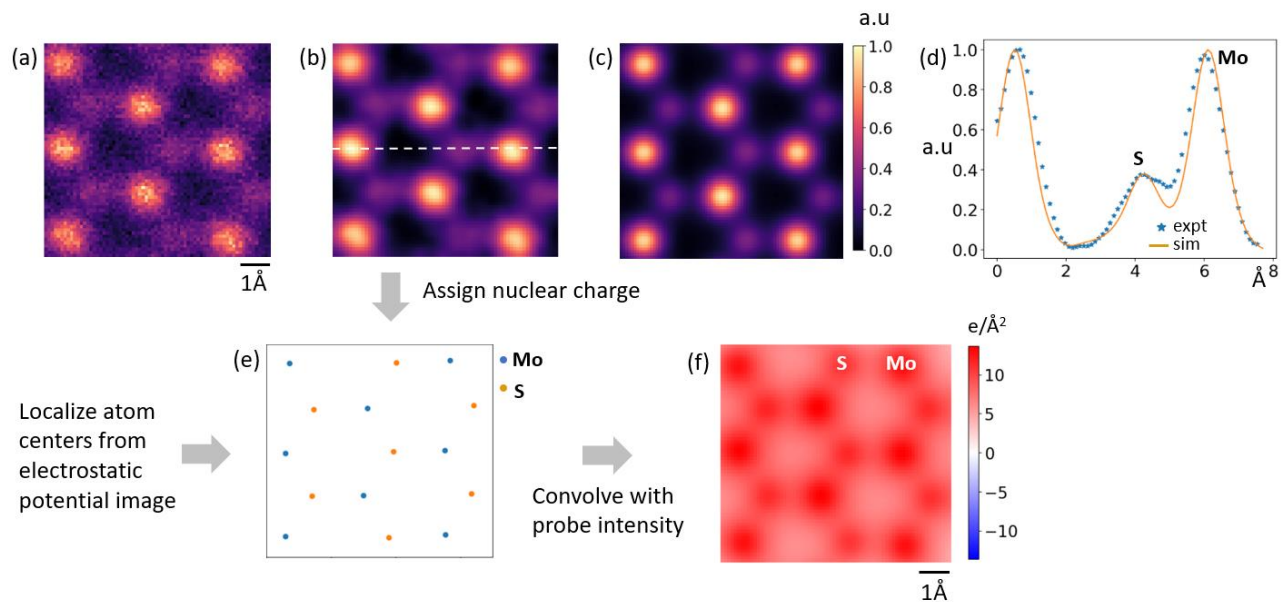 a.u
(a)
(b)
(c)
(d)
1.0
0.8
0.6
0.4
0.2
0.0
1.0
0.8
0.6
0.4
0.2
0.0
a.u
Mo
S
expt
sim
0
2
4
6
8
Å
1Å
Assign nuclear charge
(e)
Mo
S
(f)
S
Mo
e/Å²
10
5
0
−5
−10
Localize atom
centers from
electrostatic
potential image
Convolve with
probe intensity
1Å